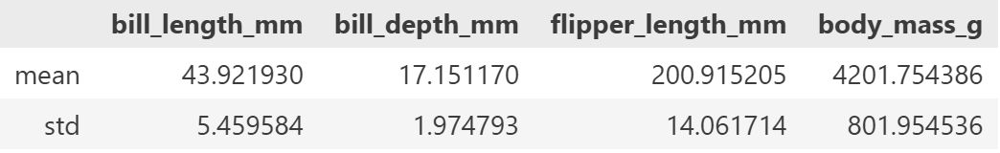 bill_length_mm bill_depth_mm flipper_length_mm body_mass_g
mean 43.921930 17.151170 200.915205 4201.754386
std 5.459584 1.974793 14.061714 801.954536